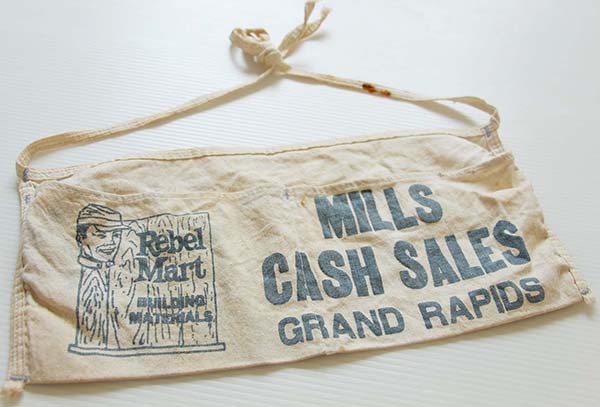 Rebel
Mart
BUILDING
MATERIALS
MILLS
CASH SALES
GRAND RAPIDS